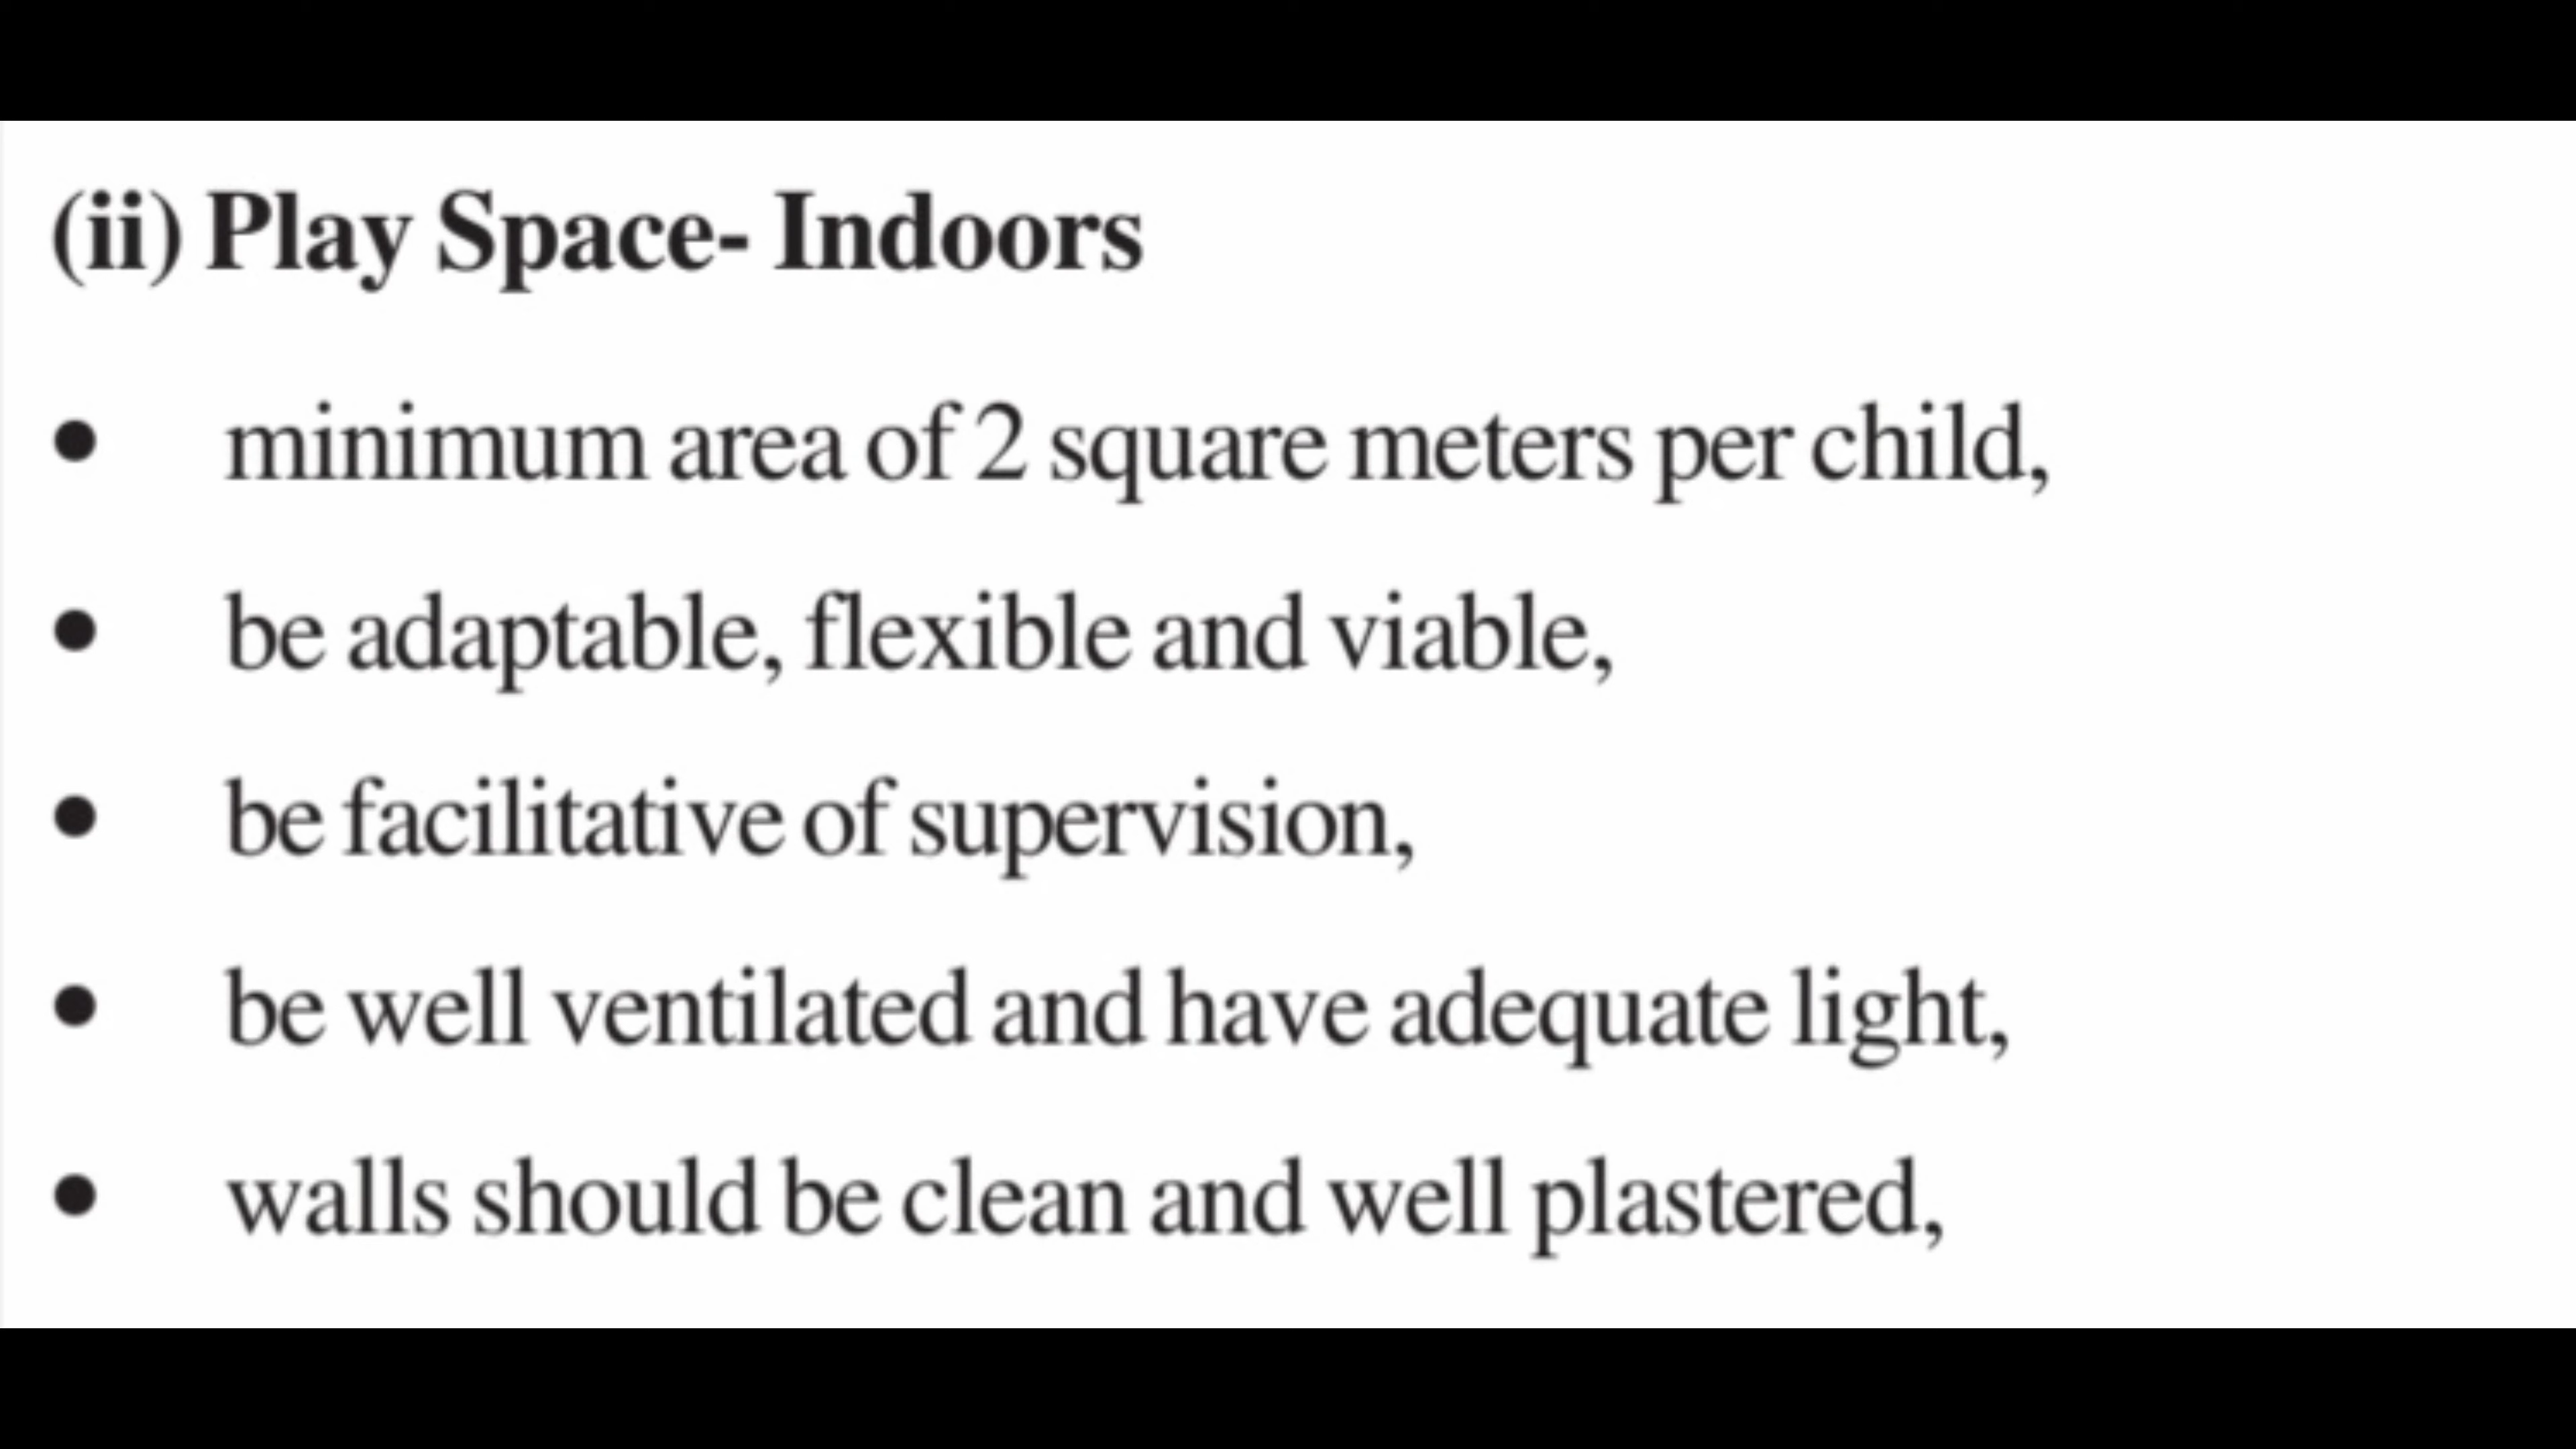 (ii) Play Space- Indoors
• minimum area of 2 square meters per child,
• be adaptable, flexible and viable,
• be facilitative of supervision,
• be well ventilated and have adequate light,
• walls should be clean and well plastered,